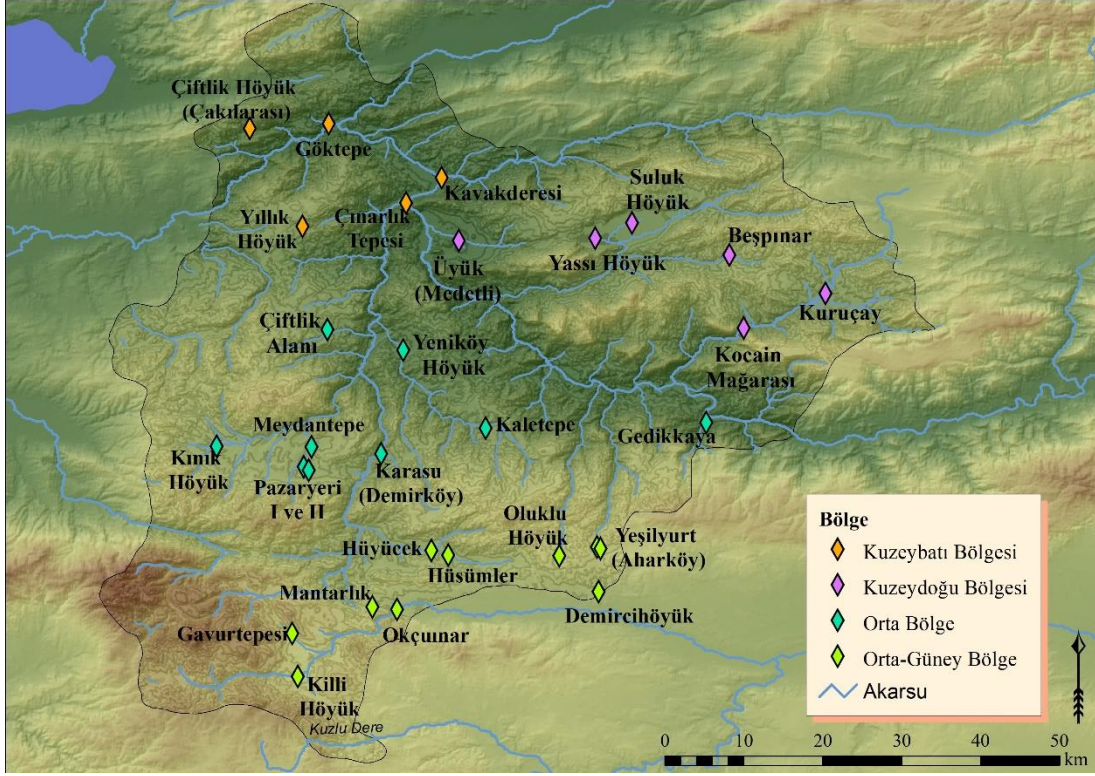 Çiftlik Höyük
(Çakılarası)
Göktepe
Kavakderesi
Suluk
Höyük
Yıllık
Höyük
Çınarlık
Tepesi
Üyük
(Medetli)
Yassı Höyük
Beşpınar
Kuruçay
Çiftlik
Alanı
Yeniköy
Höyük
Kocain
Mağarası
Meydantepe
Kaletepe
Gedikkaya
Kınık
Höyük
Pazaryeri
I ve II
Karasu
(Demirköy)
Oluklu
Höyük
Yeşilyurt
(Aharköy)
Hüyücek
Hüsümler
Mantarlık
Demircihöyük
Gavurtepesi
Okçuınar
Killi
Höyük
Kuzlu Dere
Bölge
Kuzeybatı Bölgesi
Kuzeydoğu Bölgesi
Orta Bölge
Orta-Güney Bölge
Akarsu
0 10 20 30 40 50
km